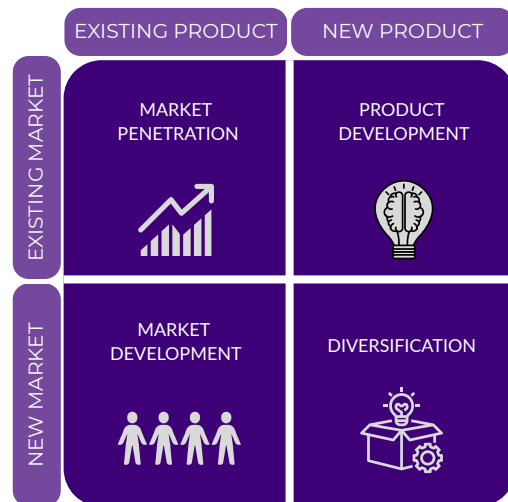 EXISTING PRODUCT
NEW PRODUCT
EXISTING MARKET
MARKET
PENETRATION
PRODUCT
DEVELOPMENT
NEW MARKET
MARKET
DEVELOPMENT
DIVERSIFICATION